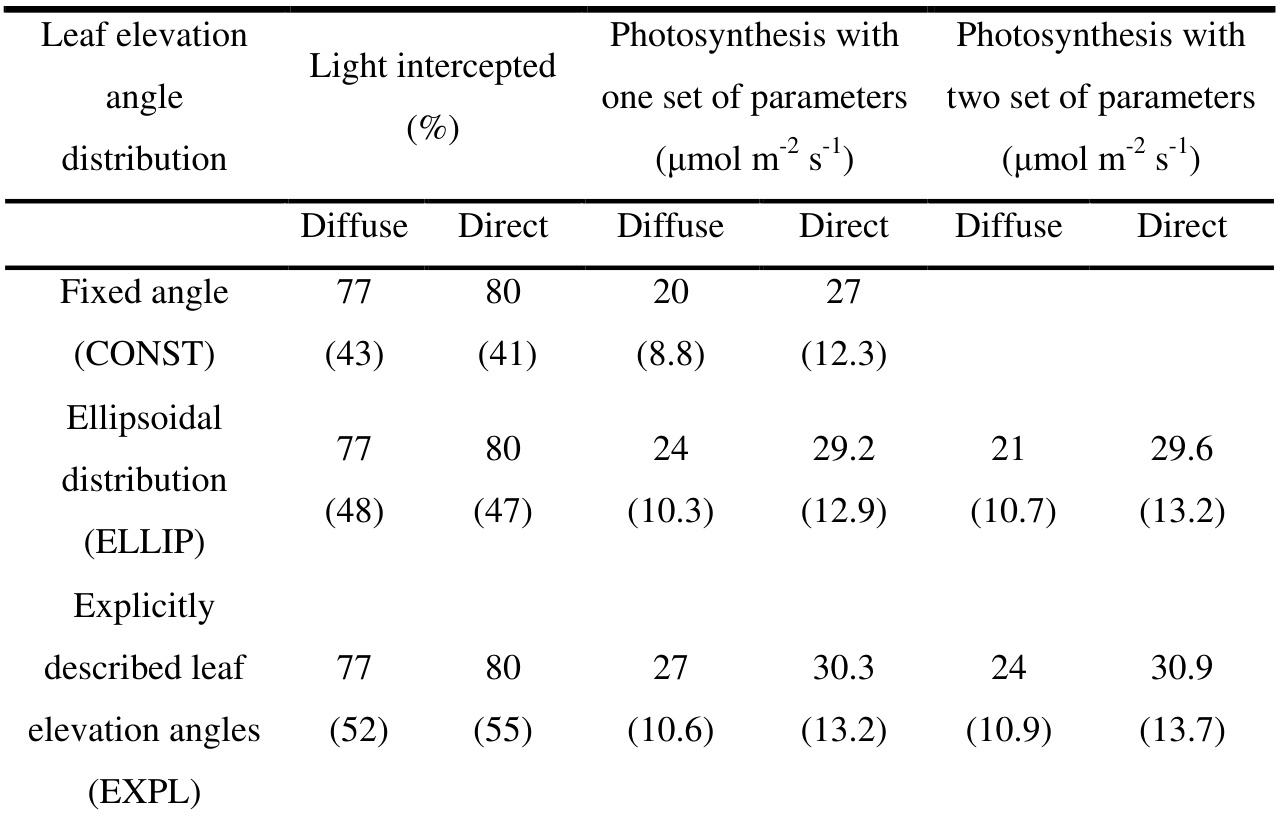 Leaf elevation angle distribution | Light intercepted (%) | Photosynthesis with one set of parameters (μmol m-2 s-1) | Photosynthesis with two set of parameters (μmol m-2 s-1)
Diffuse Direct Diffuse Direct Diffuse Direct
Fixed angle 77 80 20 27
(CONST) (43) (41) (8.8) (12.3)
Ellipsoidal
distribution
(ELLIP)
77 80 24 29.2 21 29.6
(48) (47) (10.3) (12.9) (10.7) (13.2)
Explicitly
described leaf 77 80 27 30.3 24 30.9
elevation angles (52) (55) (10.6) (13.2) (10.9) (13.7)
(EXPL)